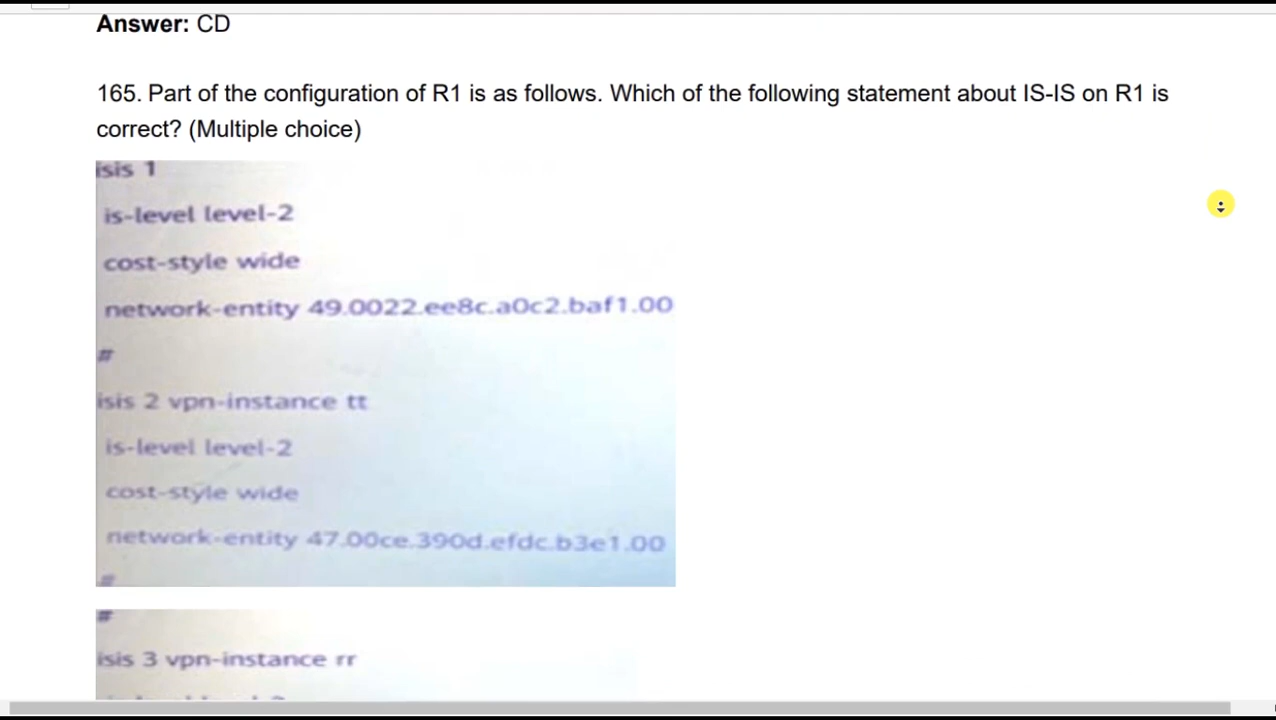 Answer: CD
165. Part of the configuration of R1 is as follows. Which of the following statement about IS-IS on R1 is
correct? (Multiple choice)
isis 1
is-level level-2
cost-style wide
network-entity 49.0022.ee8c.a0c2.baf1.00
#
isis 2 vpn-instance tt
is-level level-2
cost-style wide
network-entity 47.00ce.390d.efdc.b3e1.00
#
#
isis 3 vpn-instance rr